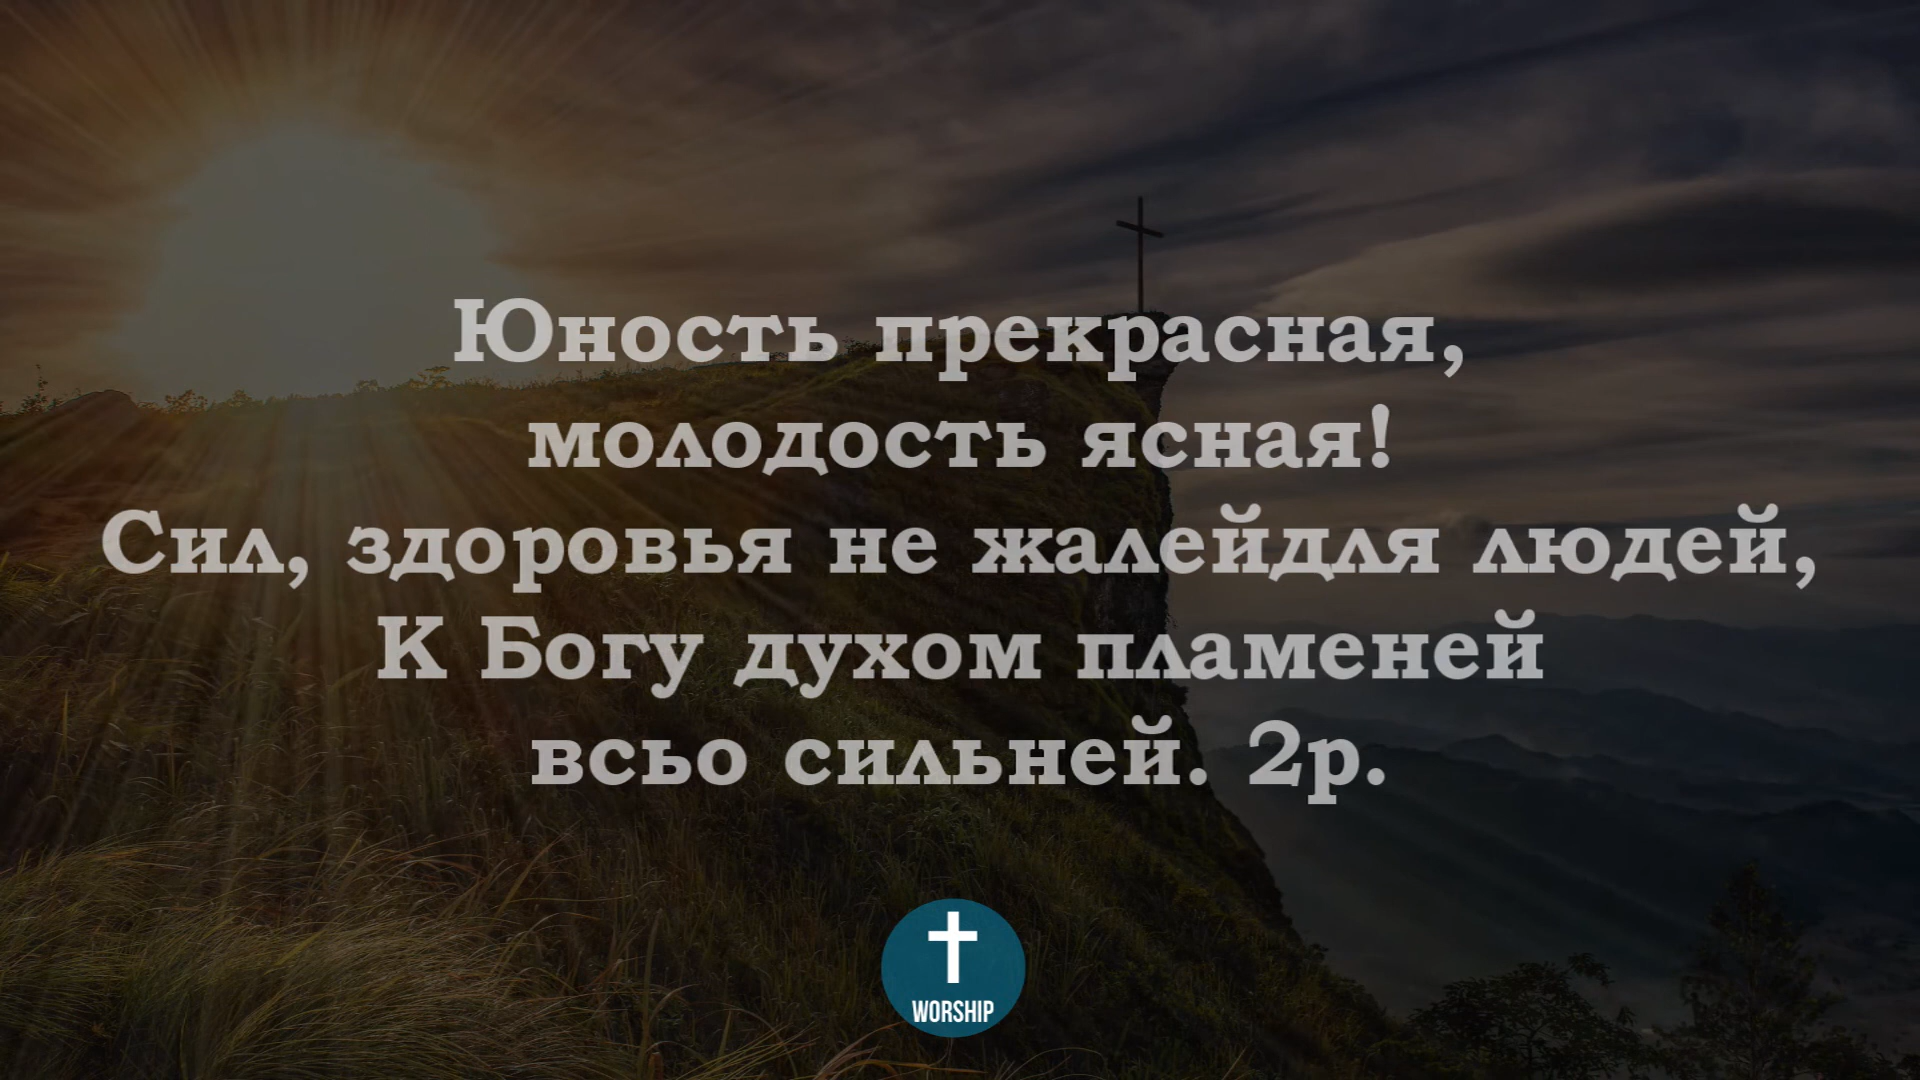 Юность прекрасная,
молодость ясная!
Сил, здоровья не жалейдля людей,
К Богу духом пламеней
всьо сильней. 2р.
WORSHIP